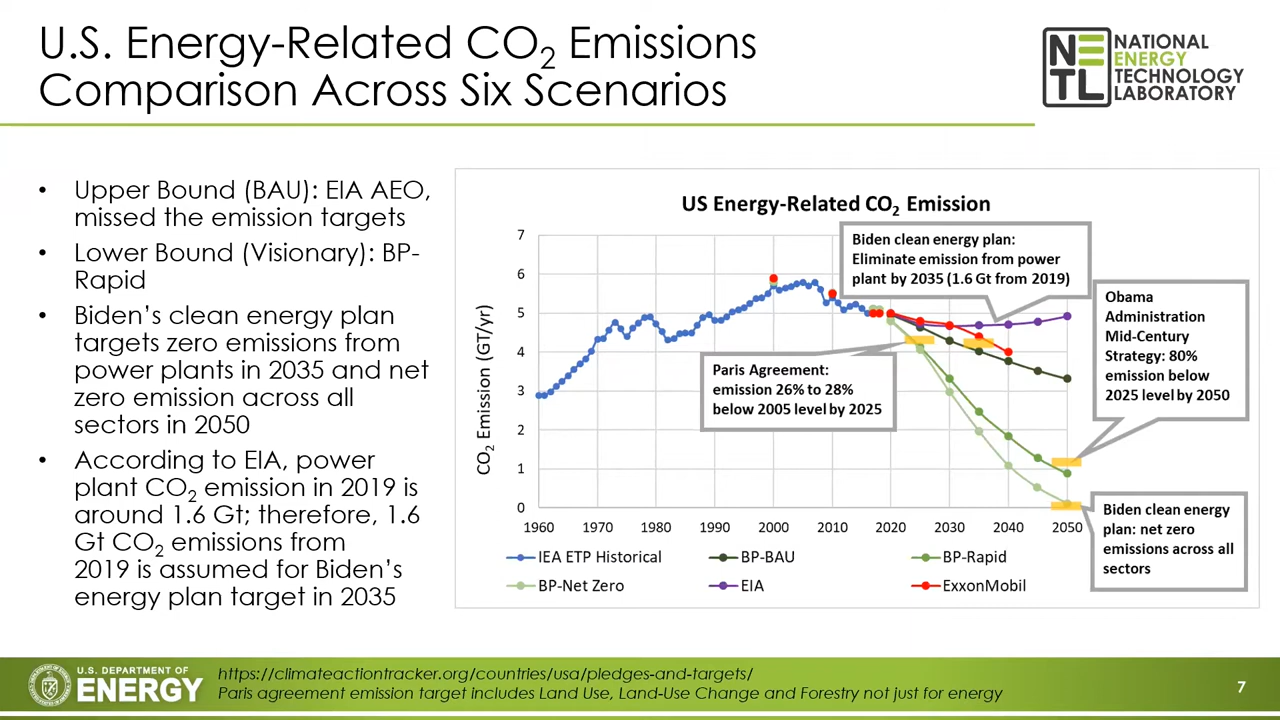 U.S. Energy-Related CO₂ Emissions
Comparison Across Six Scenarios
NETL
NATIONAL
ENERGY
TECHNOLOGY
LABORATORY
• Upper Bound (BAU): EIA AEO,
missed the emission targets
• Lower Bound (Visionary): BP-
Rapid
• Biden’s clean energy plan
targets zero emissions from
power plants in 2035 and net
zero emission across all
sectors in 2050
• According to EIA, power
plant CO₂ emission in 2019 is
around 1.6 Gt; therefore, 1.6
Gt CO₂ emissions from
2019 is assumed for Biden’s
energy plan target in 2035
US Energy-Related CO₂ Emission
CO₂ Emission (GT/yr)
7
6
5
4
3
2
1
0
1960 1970 1980 1990 2000 2010 2020 2030 2040 2050
Biden clean energy plan:
Eliminate emission from power
plant by 2035 (1.6 Gt from 2019)
Obama
Administration
Mid-Century
Strategy: 80%
emission below
2025 level by 2050
Paris Agreement:
emission 26% to 28%
below 2005 level by 2025
Biden clean energy
plan: net zero
emissions across all
sectors
IEA ETP Historical BP-BAU BP-Rapid
BP-Net Zero EIA ExxonMobil
U.S. DEPARTMENT OF
ENERGY
https://climateactiontracker.org/countries/usa/pledges-and-targets/
Paris agreement emission target includes Land Use, Land-Use Change and Forestry not just for energy
7